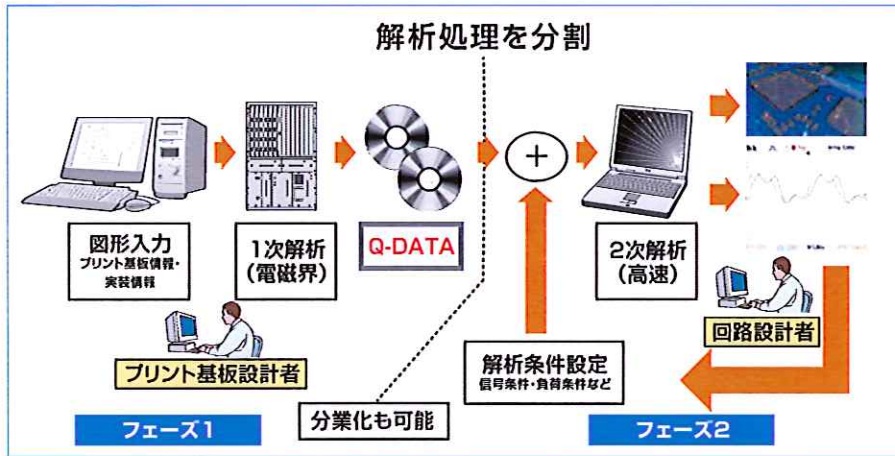 解析処理を分割
図形入力
プリント基板情報・
実装情報
1次解析
(電磁界)
Q-DATA
+
2次解析
(高速)
プリント基板設計者
解析条件設定
信号条件・負荷条件など
回路設計者
分業化も可能
フェーズ1
フェーズ2